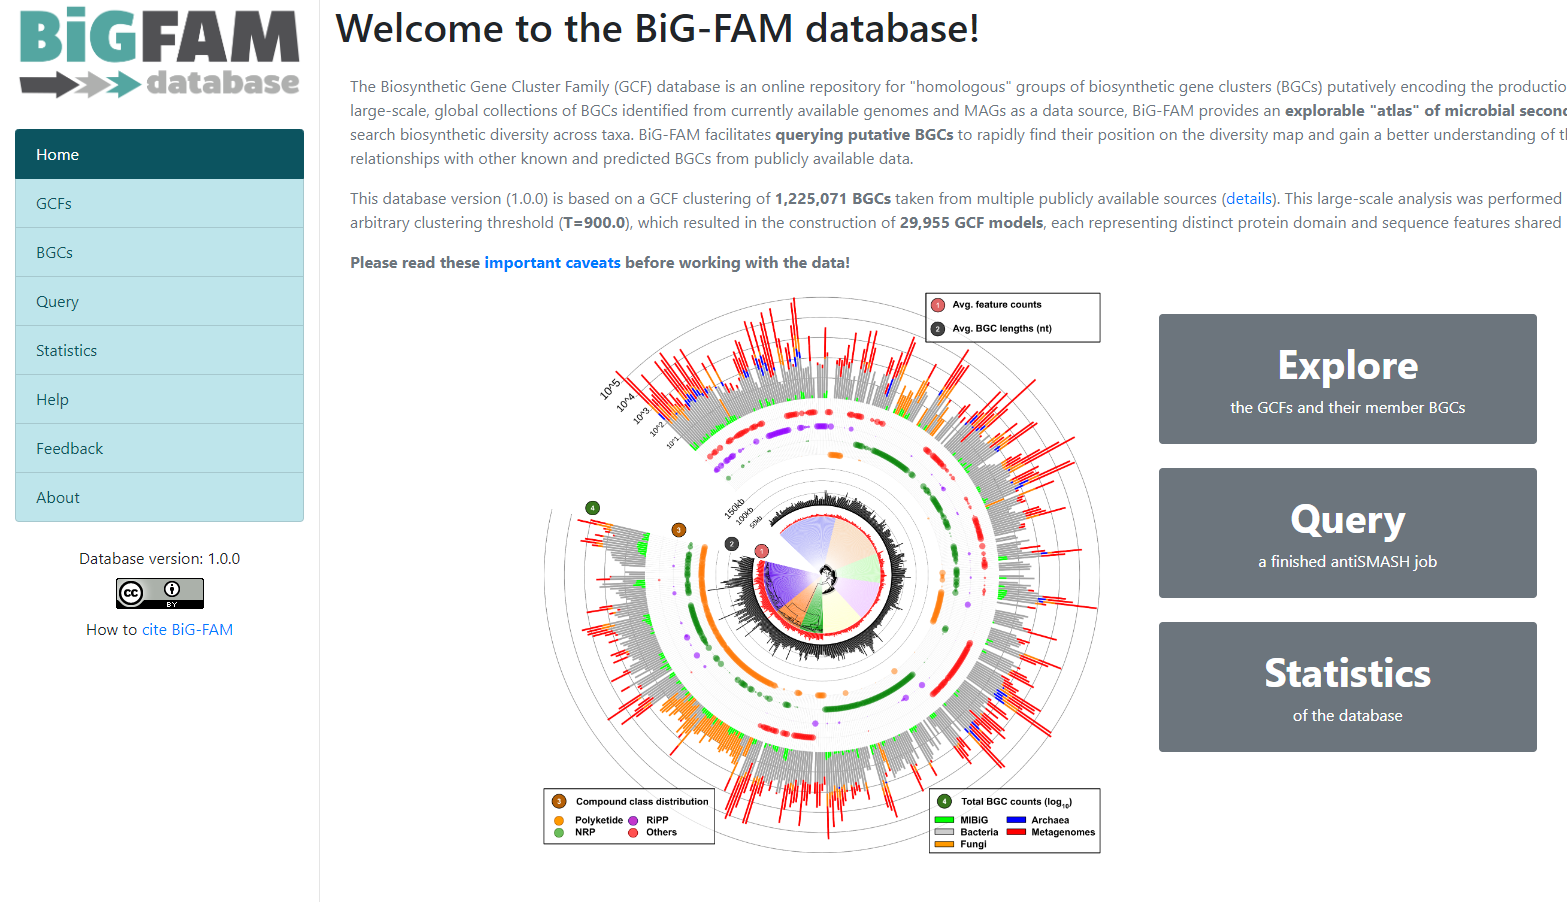 BiGFAM
database
Home
GCFs
BGCs
Query
Statistics
Help
Feedback
About
Database version: 1.0.0
cc BY
How to cite BiG-FAM
Welcome to the BiG-FAM database!
The Biosynthetic Gene Cluster Family (GCF) database is an online repository for "homologous" groups of biosynthetic gene clusters (BGCs) putatively encoding the productio
large-scale, global collections of BGCs identified from currently available genomes and MAGs as a data source, BiG-FAM provides an explorable "atlas" of microbial secon
search biosynthetic diversity across taxa. BiG-FAM facilitates querying putative BGCs to rapidly find their position on the diversity map and gain a better understanding of t
relationships with other known and predicted BGCs from publicly available data.
This database version (1.0.0) is based on a GCF clustering of 1,225,071 BGCs taken from multiple publicly available sources (details). This large-scale analysis was performed
arbitrary clustering threshold (T=900.0), which resulted in the construction of 29,955 GCF models, each representing distinct protein domain and sequence features shared
Please read these important caveats before working with the data!
1 Avg. feature counts
2 Avg. BGC lengths (nt)
10^5
10^4
10^3
10^2
10^1
150kb
100kb
50kb
4
3
2
1
3 Compound class distribution
Polyketide RiPP
NRP Others
4 Total BGC counts (log10)
MIBiG Archaea
Bacteria Metagenomes
Fungi
Explore
the GCFs and their member BGCs
Query
a finished antiSMASH job
Statistics
of the database